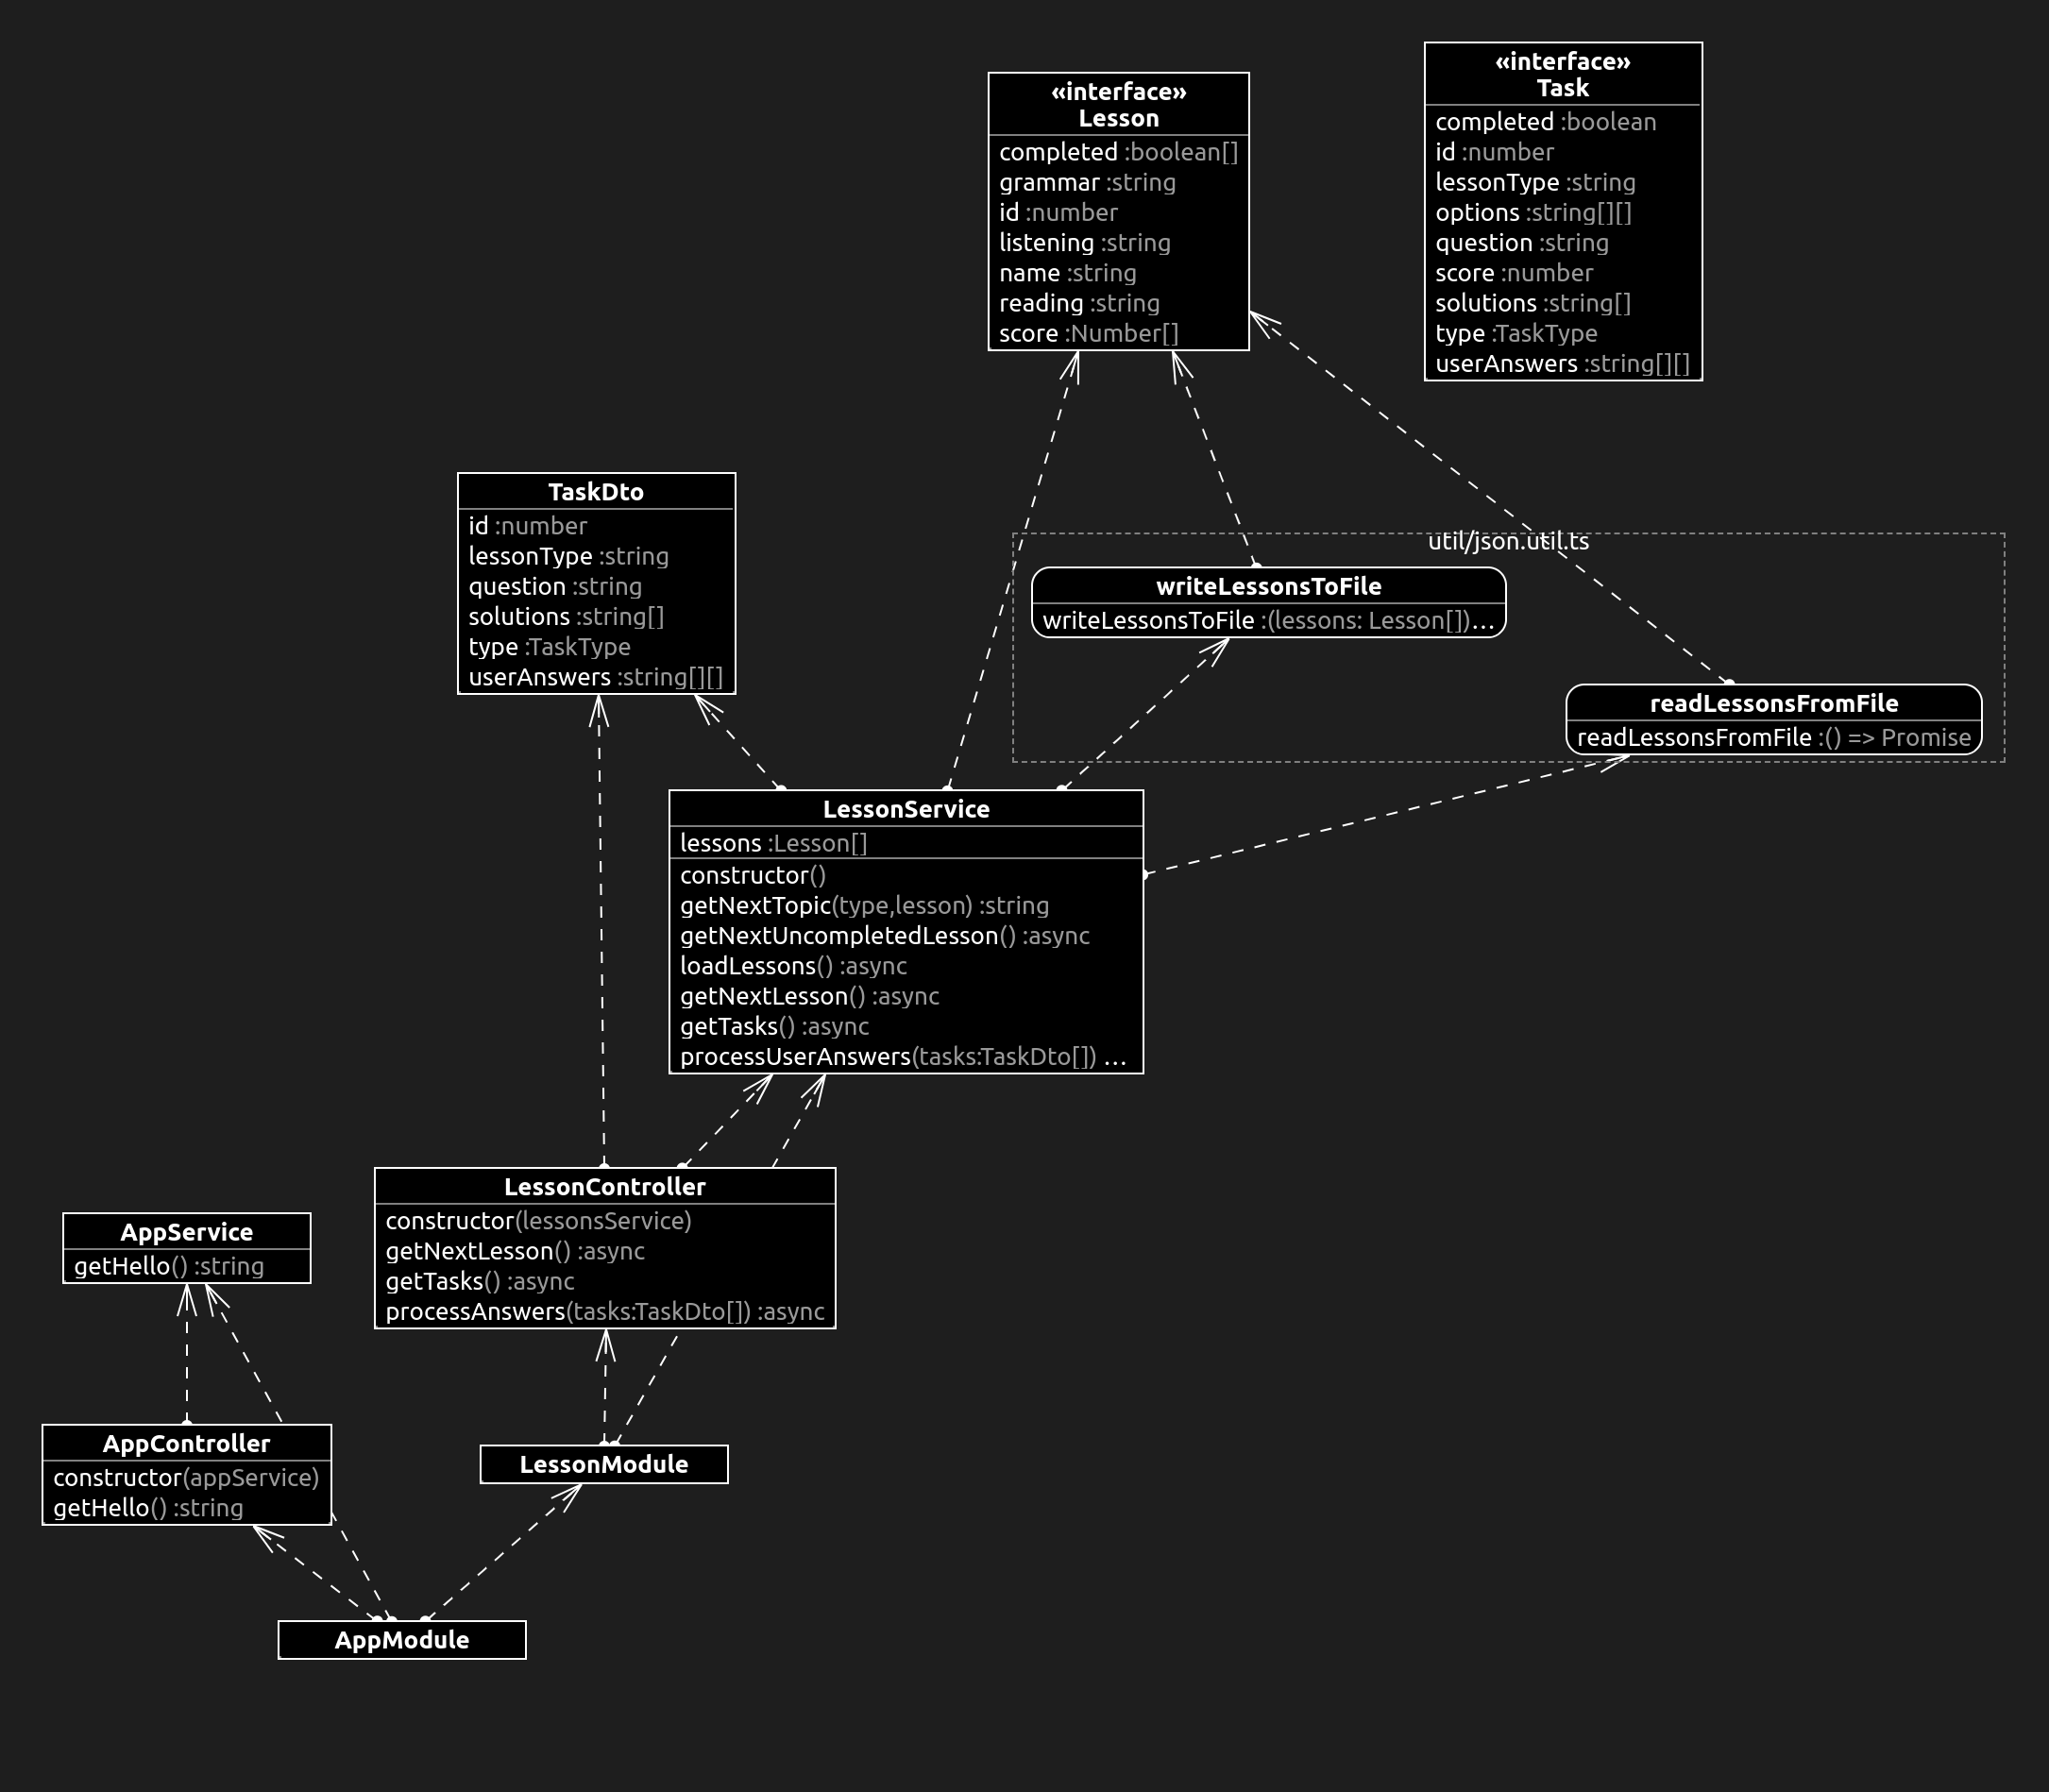 «interface»
Lesson
completed :boolean[]
grammar :string
id :number
listening :string
name :string
reading :string
score :Number[]
«interface»
Task
completed :boolean
id :number
lessonType :string
options :string[][]
question :string
score :number
solutions :string[]
type :TaskType
userAnswers :string[][]
TaskDto
id :number
lessonType :string
question :string
solutions :string[]
type :TaskType
userAnswers :string[][]
util/json.util.ts
writeLessonsToFile
writeLessonsToFile :(lessons: Lesson[])...
readLessonsFromFile
readLessonsFromFile :() => Promise
LessonService
lessons :Lesson[]
constructor()
getNextTopic(type,lesson) :string
getNextUncompletedLesson() :async
loadLessons() :async
getNextLesson() :async
getTasks() :async
processUserAnswers(tasks:TaskDto[]) ...
LessonController
constructor(lessonsService)
getNextLesson() :async
getTasks() :async
processAnswers(tasks:TaskDto[]) :async
AppService
getHello() :string
AppController
constructor(appService)
getHello() :string
LessonModule
AppModule